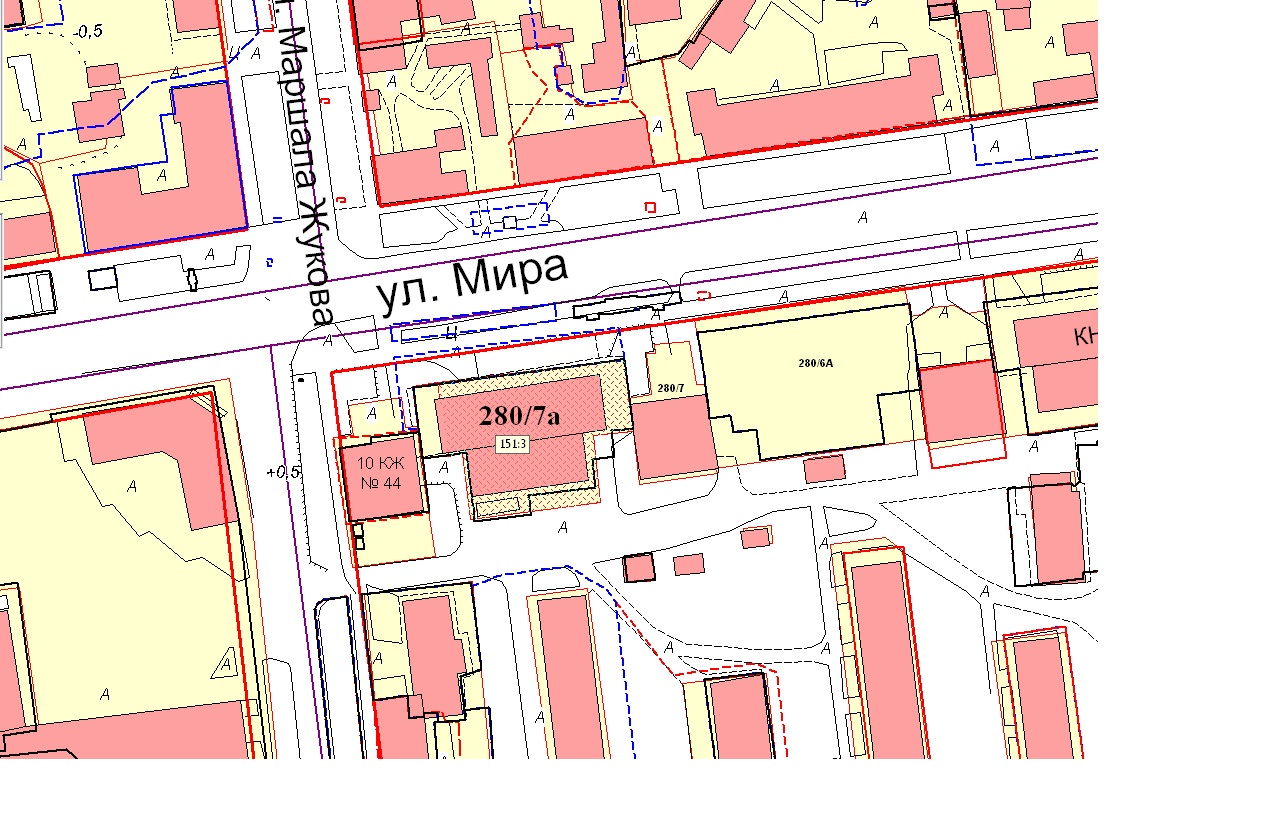 -0,5
А
Ц
А
А
А
А
А
А
А
А
А
А
А
А
Маршала Жукова
А
А
А
А
А
ул. Мира
А
А
Ц
А
А
А
280/6А
КН
280/7
280/7а
А
151:3
10 КЖ
№ 44
+0,5
А
А
А
А
А
А
А
А
А
А
А
А
А